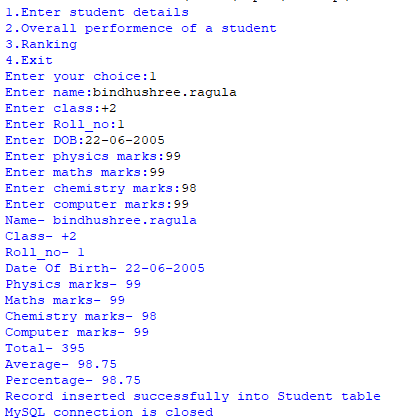 1.Enter student details
2.Overall performence of a student
3.Ranking
4.Exit
Enter your choice:1
Enter name:bindhushree.ragula
Enter class:+2
Enter Roll_no:1
Enter DOB:22-06-2005
Enter physics marks:99
Enter maths marks:99
Enter chemistry marks:98
Enter computer marks:99
Name- bindhushree.ragula
Class- +2
Roll_no- 1
Date Of Birth- 22-06-2005
Physics marks- 99
Maths marks- 99
Chemistry marks- 98
Computer marks- 99
Total- 395
Average- 98.75
Percentage- 98.75
Record inserted successfully into Student table
MySQL connection is closed